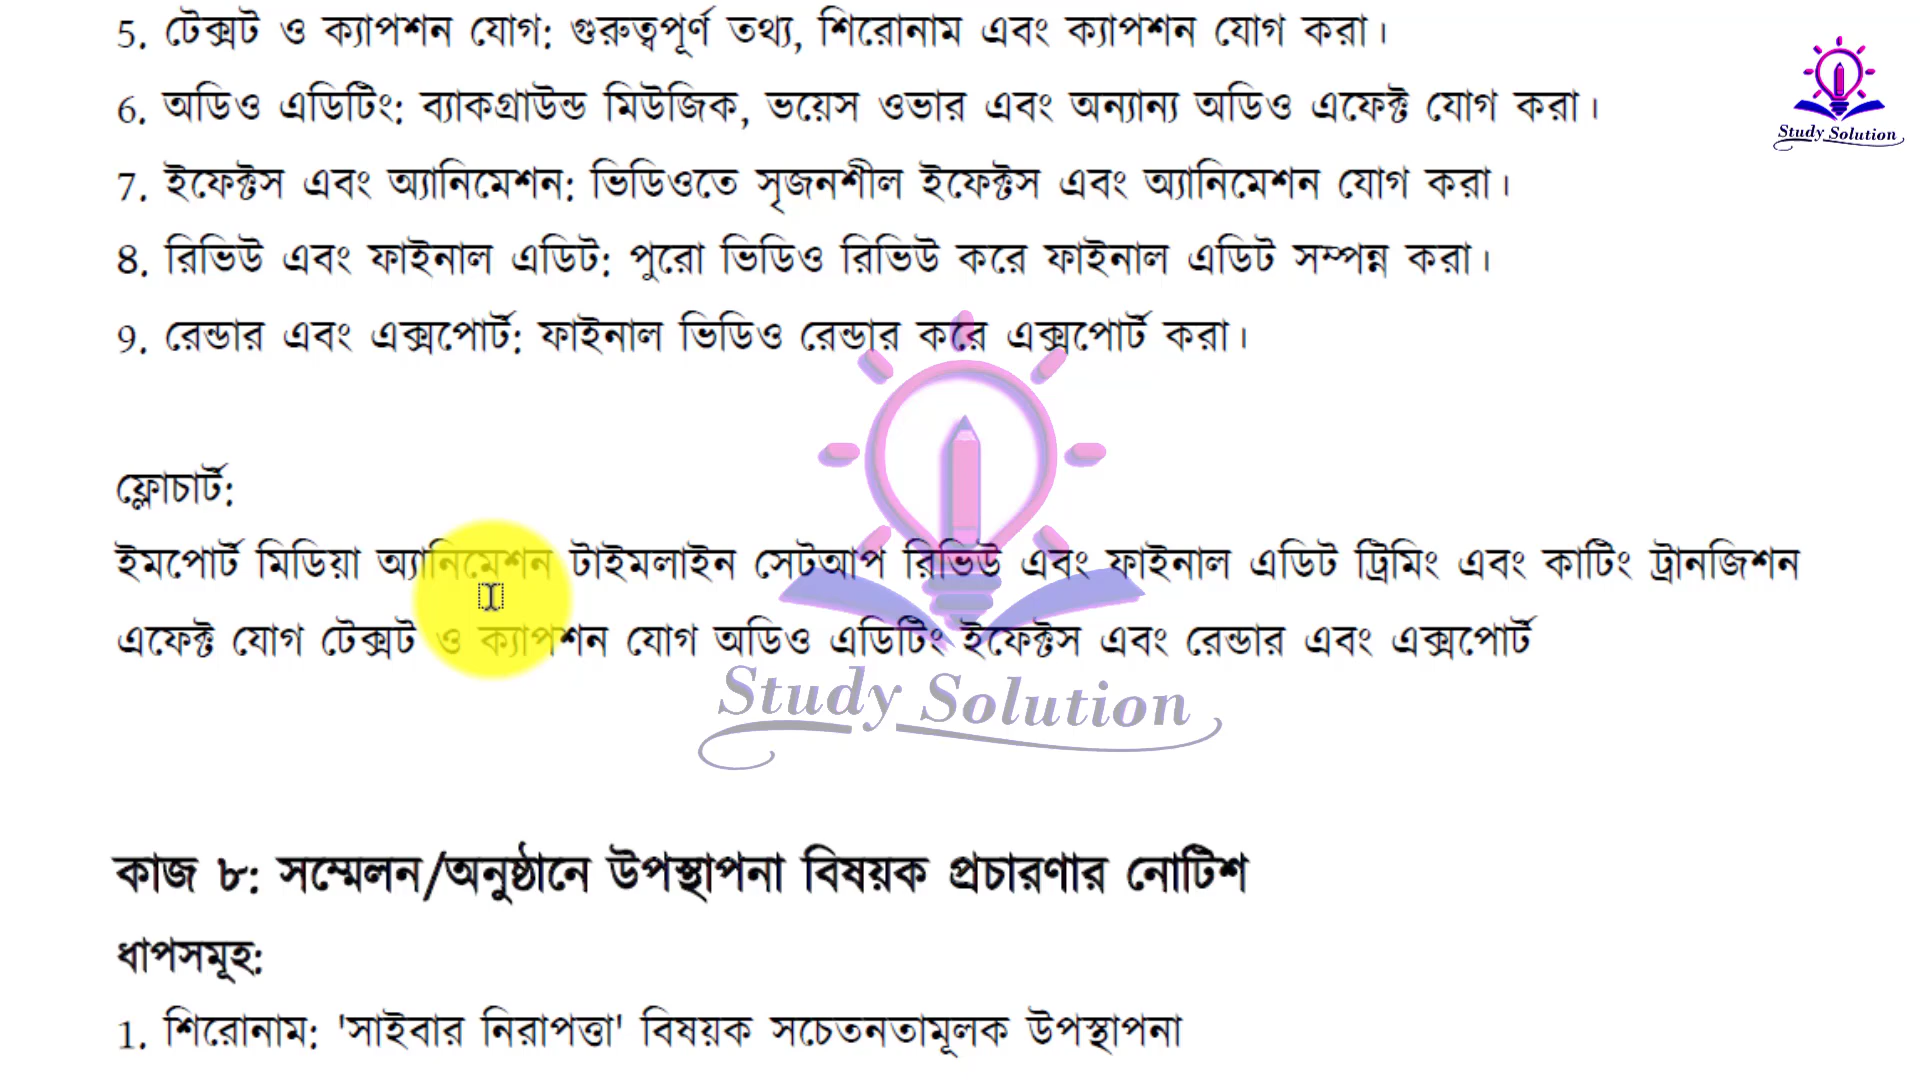 5. টেক্সট ও ক্যাপশন যোগ: গুরুত্বপূর্ণ তথ্য, শিরোনাম এবং ক্যাপশন যোগ করা।
6. অডিও এডিটিং: ব্যাকগ্রাউন্ড মিউজিক, ভয়েস ওভার এবং অন্যান্য অডিও এফেক্ট যোগ করা।
7. ইফেক্টস এবং অ্যানিমেশন: ভিডিওতে সৃজনশীল ইফেক্টস এবং অ্যানিমেশন যোগ করা।
8. রিভিউ এবং ফাইনাল এডিট: পুরো ভিডিও রিভিউ করে ফাইনাল এডিট সম্পন্ন করা।
9. রেন্ডার এবং এক্সপোর্ট: ফাইনাল ভিডিও রেন্ডার করে এক্সপোর্ট করা।
ফ্লোচার্ট:
ইমপোর্ট মিডিয়া অ্যানিমেশন টাইমলাইন সেটআপ রিভিউ এবং ফাইনাল এডিট ট্রিমিং এবং কাটিং ট্রানজিশন
এফেক্ট যোগ টেক্সট ও ক্যাপশন যোগ অডিও এডিটিং ইফেক্টস এবং রেন্ডার এবং এক্সপোর্ট
কাজ ৮: সম্মেলন/অনুষ্ঠানে উপস্থাপনা বিষয়ক প্রচারণার নোটিশ
ধাপসমূহ:
1. শিরোনাম: 'সাইবার নিরাপত্তা' বিষয়ক সচেতনতামূলক উপস্থাপনা
Study Solution
Study Solution